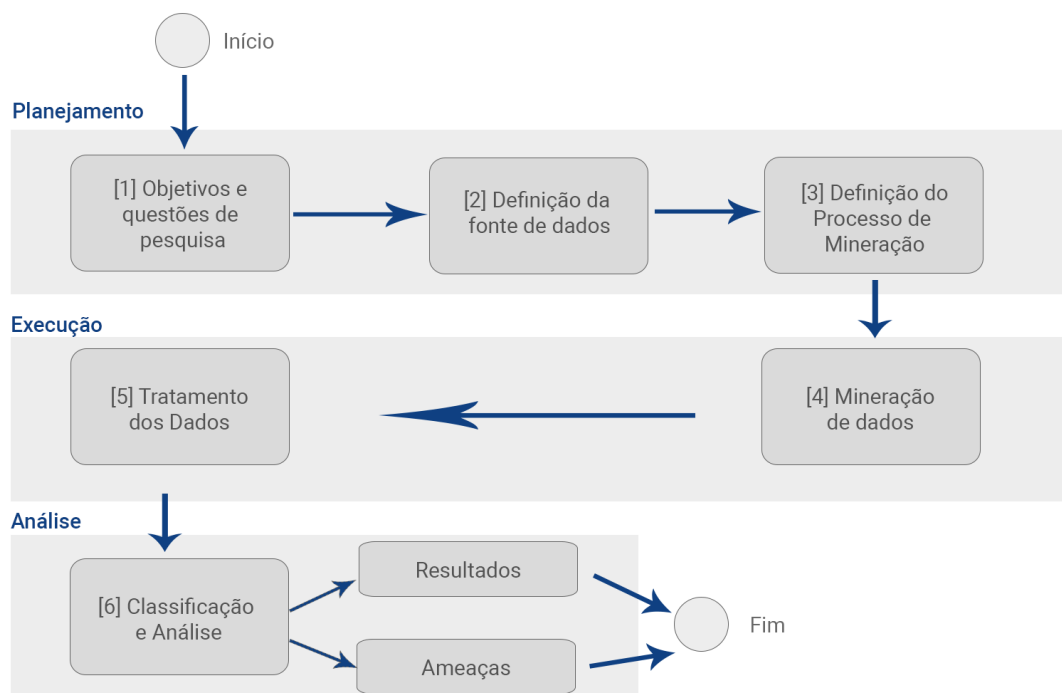 Início
Planejamento
[1] Objetivos e
questões de
pesquisa
[2] Definição da
fonte de dados
[3] Definição do
Processo de
Mineração
Execução
[5] Tratamento
dos Dados
[4] Mineração
de dados
Análise
[6] Classificação
e Análise
Resultados
Ameaças
Fim